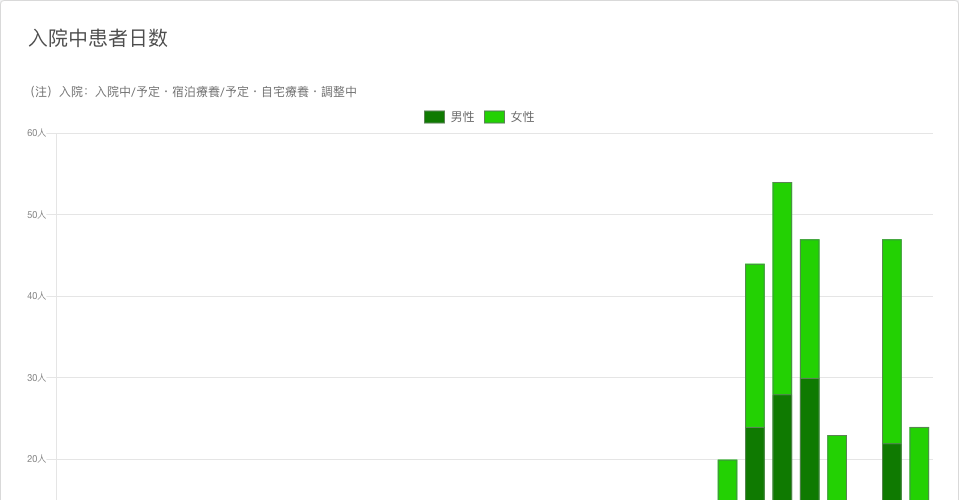 入院中患者日数
（注）入院：入院中/予定・宿泊療養/予定・自宅療養・調整中
男性 女性
60人
50人
40人
30人
20人